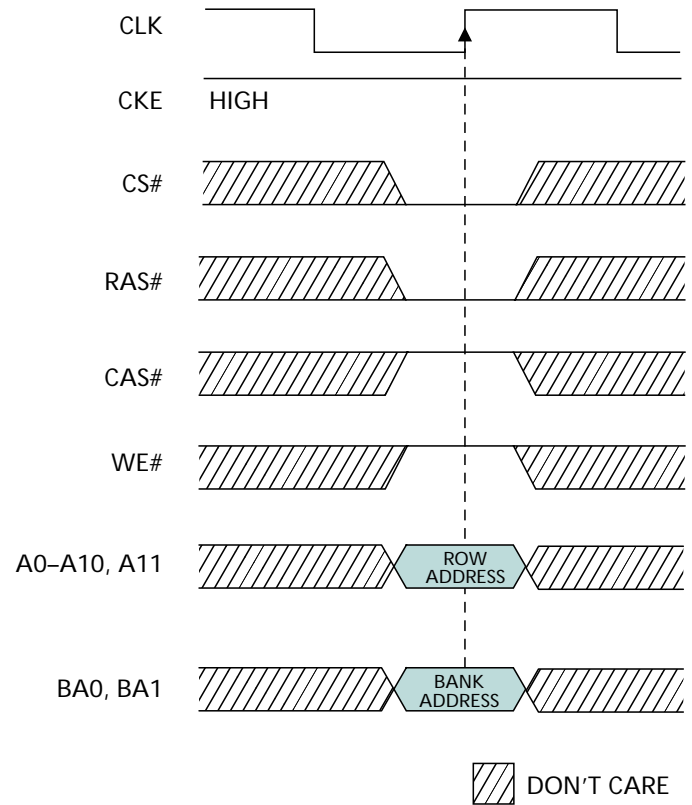 CLK
CKE HIGH
CS#
RAS#
CAS#
WE#
A0–A10, A11
ROW
ADDRESS
BA0, BA1
BANK
ADDRESS
DON'T CARE